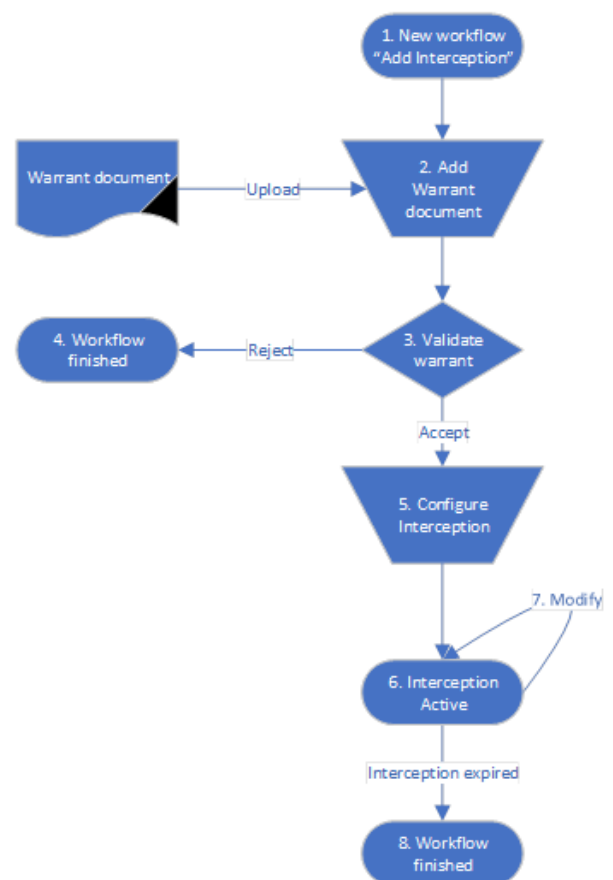 1. New workflow
“Add Interception”
Warrant document
Upload
2. Add
Warrant
document
4. Workflow
finished
Reject
3. Validate
warrant
Accept
5. Configure
Interception
7. Modify
6. Interception
Active
Interception expired
8. Workflow
finished